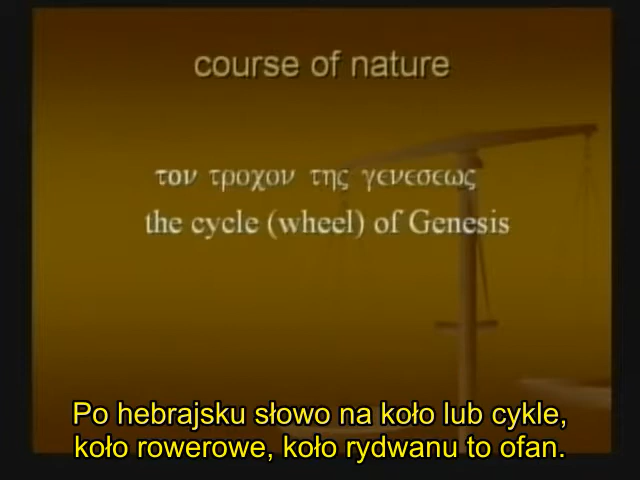 course of nature
τον τροχον της γενεσεως
the cycle (wheel) of Genesis
Po hebrajsku słowo na koło lub cykle,
koło rowerowe, koło rydwanu to ofan.